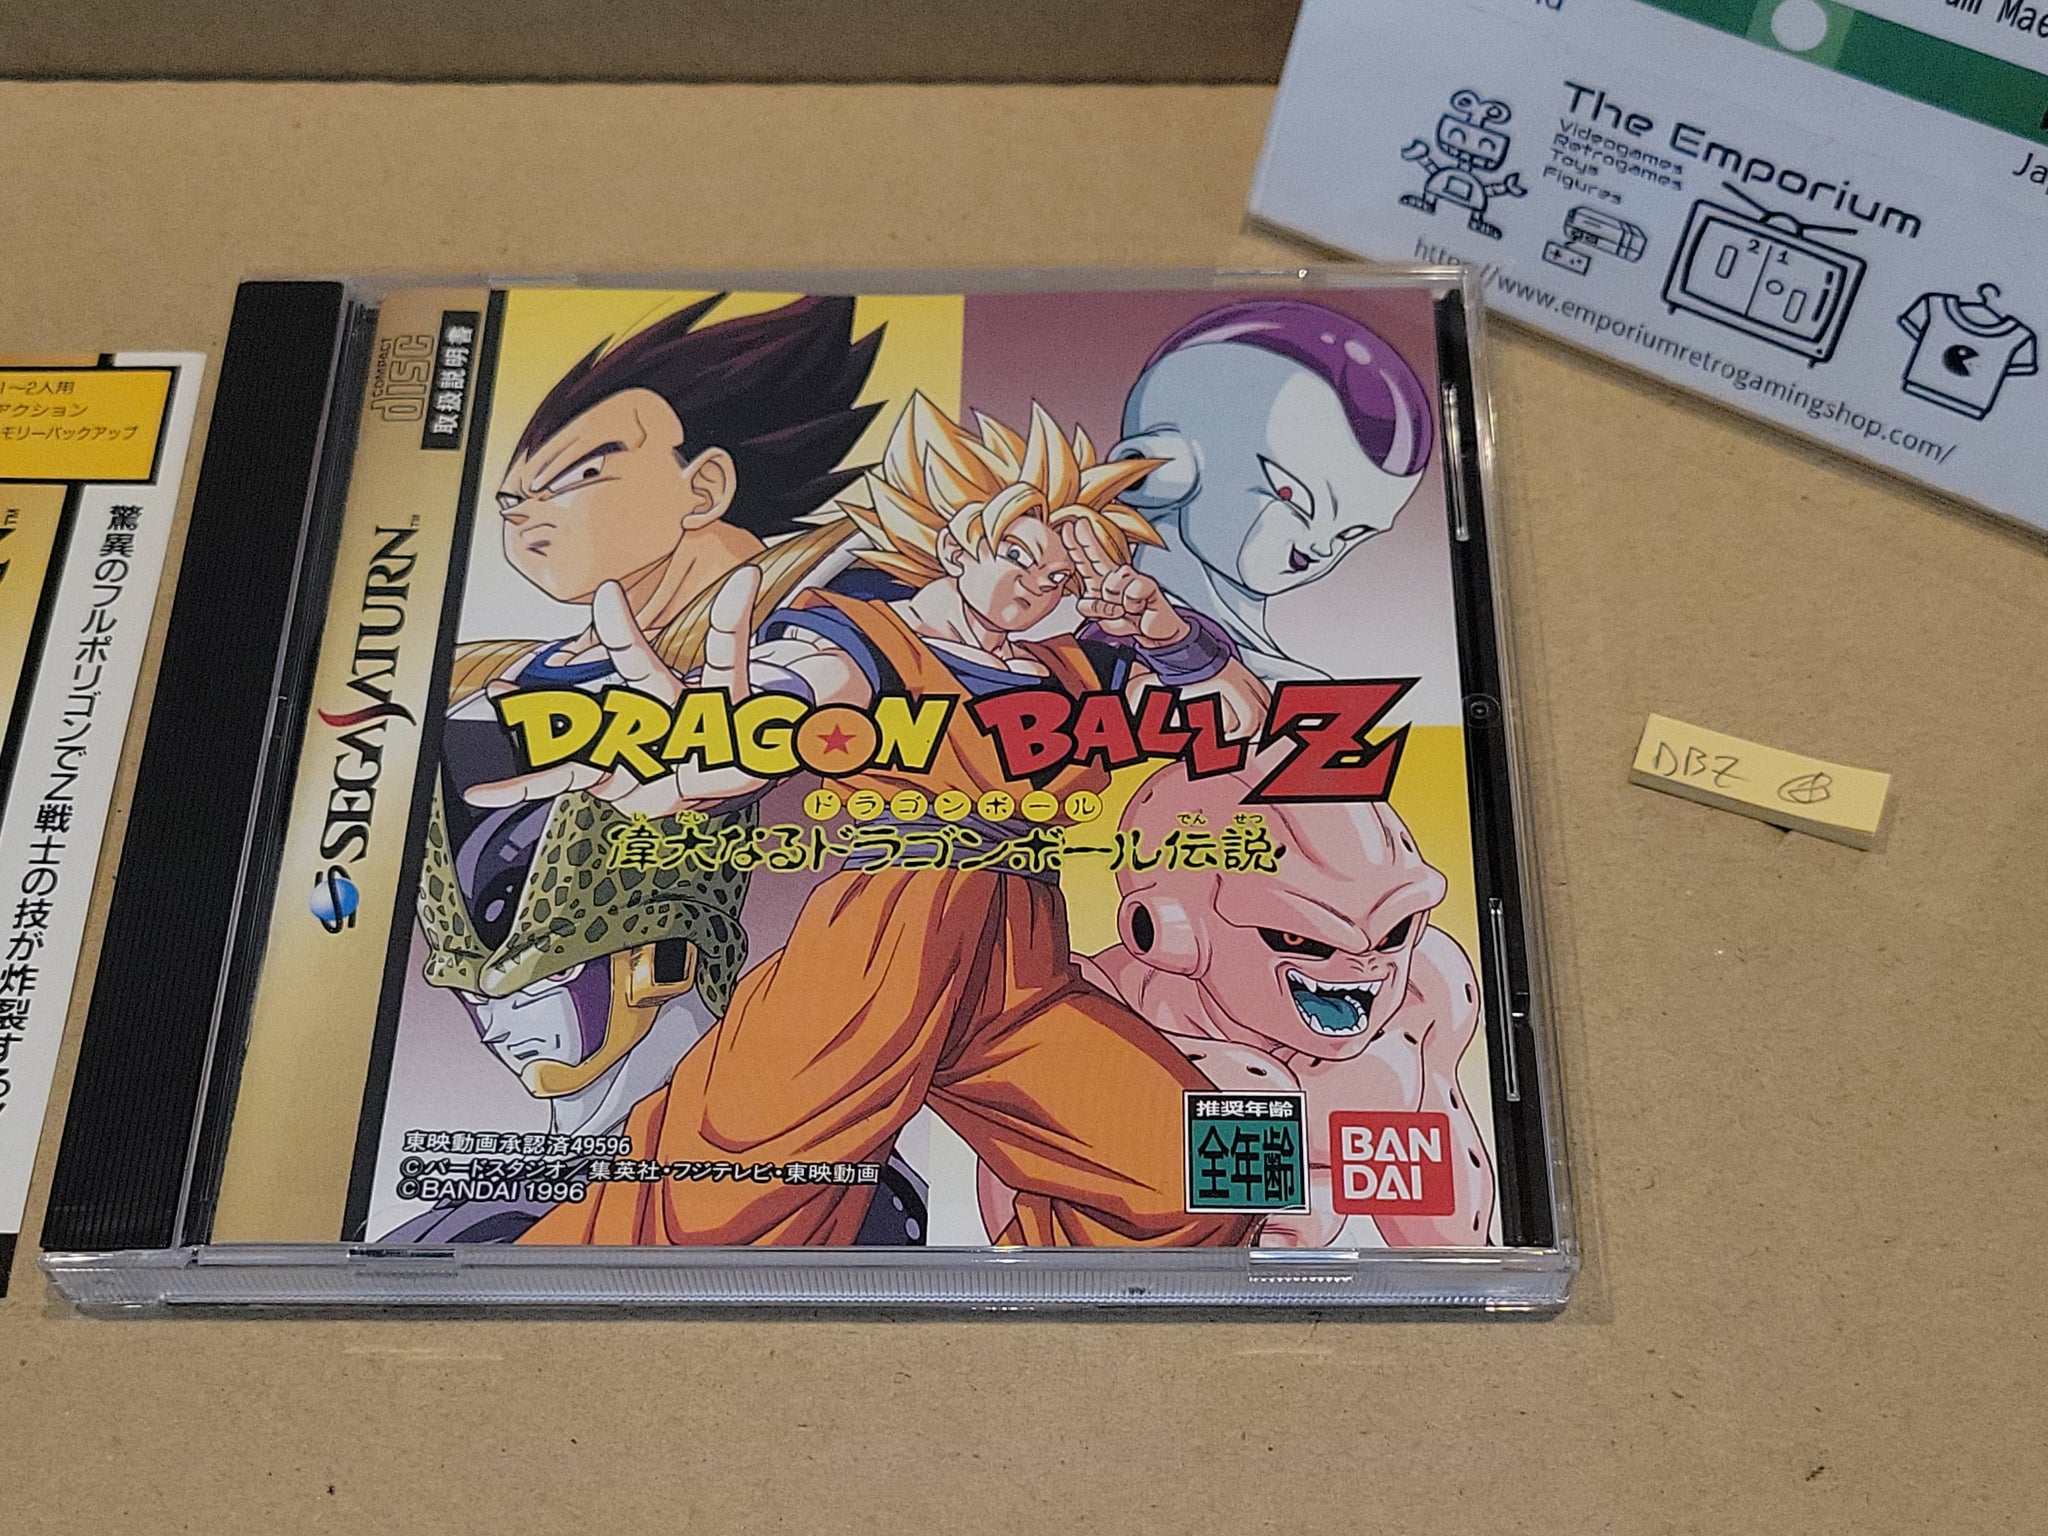 The Emporium
Videogames
Retrogames
Toys
Figures
2 1
http://www.emporiumretrogamingshop.com/
1～2人用
アクション
モリーバックアップ
驚異のフルポリゴンでZ戦士の技が炸裂する!
COMPACT
disc
取扱説明書
SEGA SATURN™
DRAGON BALL Z
ドラゴンボール
いだい でんせつ
偉大なるドラゴンボール伝説
東映動画承認済49596
©バードスタジオ／集英社・フジテレビ・東映動画
©BANDAI 1996
推奨年齢
全年齢
BAN
DAI
DBZ